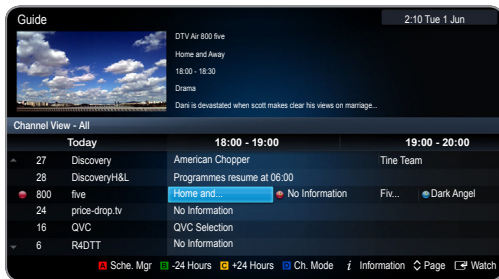 Guide
2:10 Tue 1 Jun
DTV Air 800 five
Home and Away
18:00 - 18:30
Drama
Dani is devastated when scott makes clear his views on marriage...
Channel View - All
Today 18:00 - 19:00 19:00 - 20:00
27 Discovery American Chopper Tine Team
28 DiscoveryH&L Programmes resume at 06:00
800 five Home and... No Information Fiv... Dark Angel
24 price-drop.tv No Information
16 QVC QVC Selection
6 R4DTT No Information
A Sche. Mgr B -24 Hours C +24 Hours D Ch. Mode i Information Page Watch